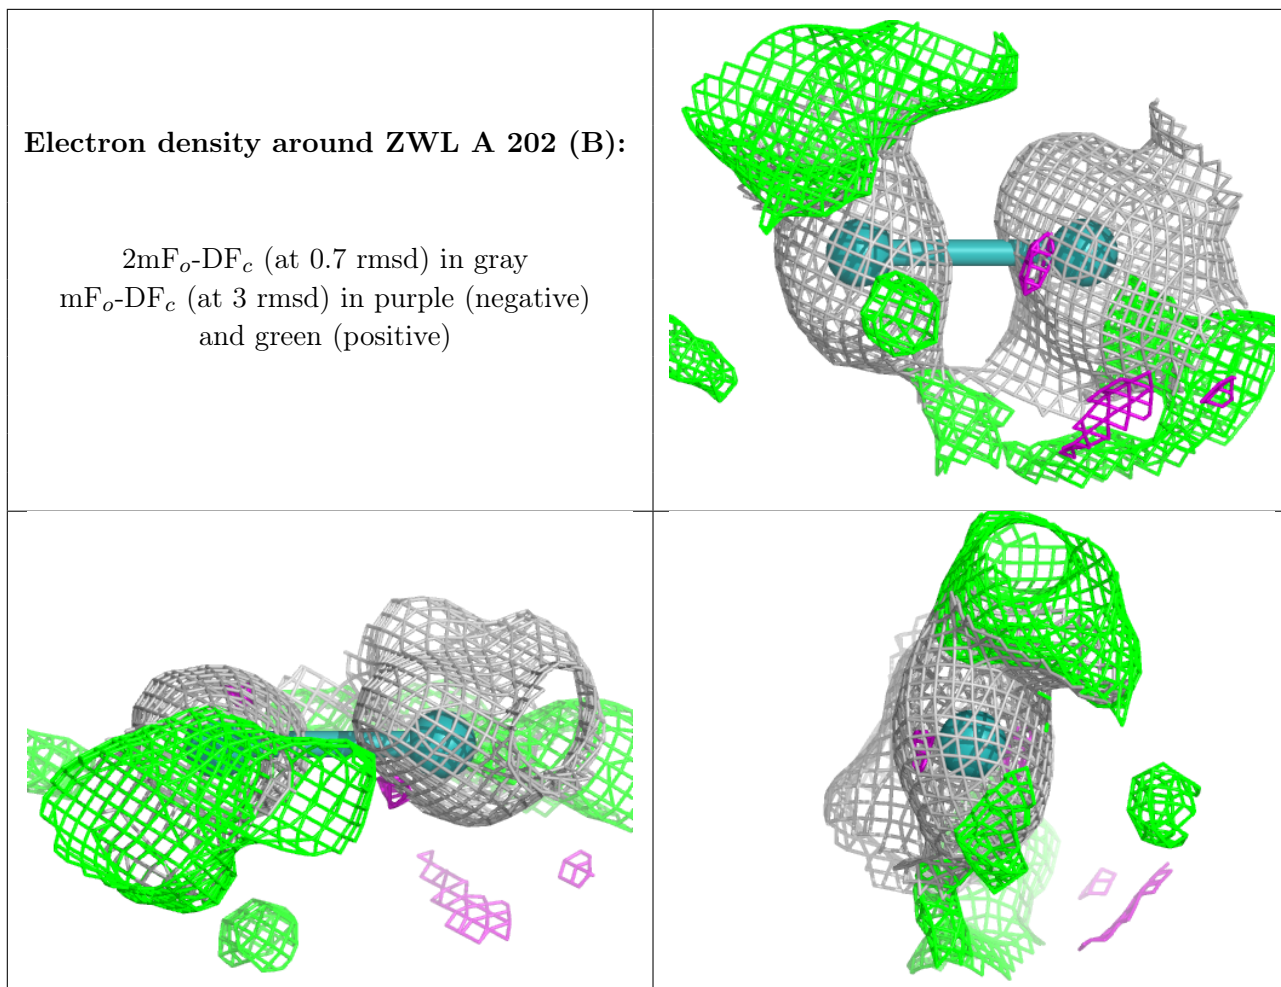 Electron density around ZWL A 202 (B):
2mFo-DFc (at 0.7 rmsd) in gray
mFo-DFc (at 3 rmsd) in purple (negative)
and green (positive)